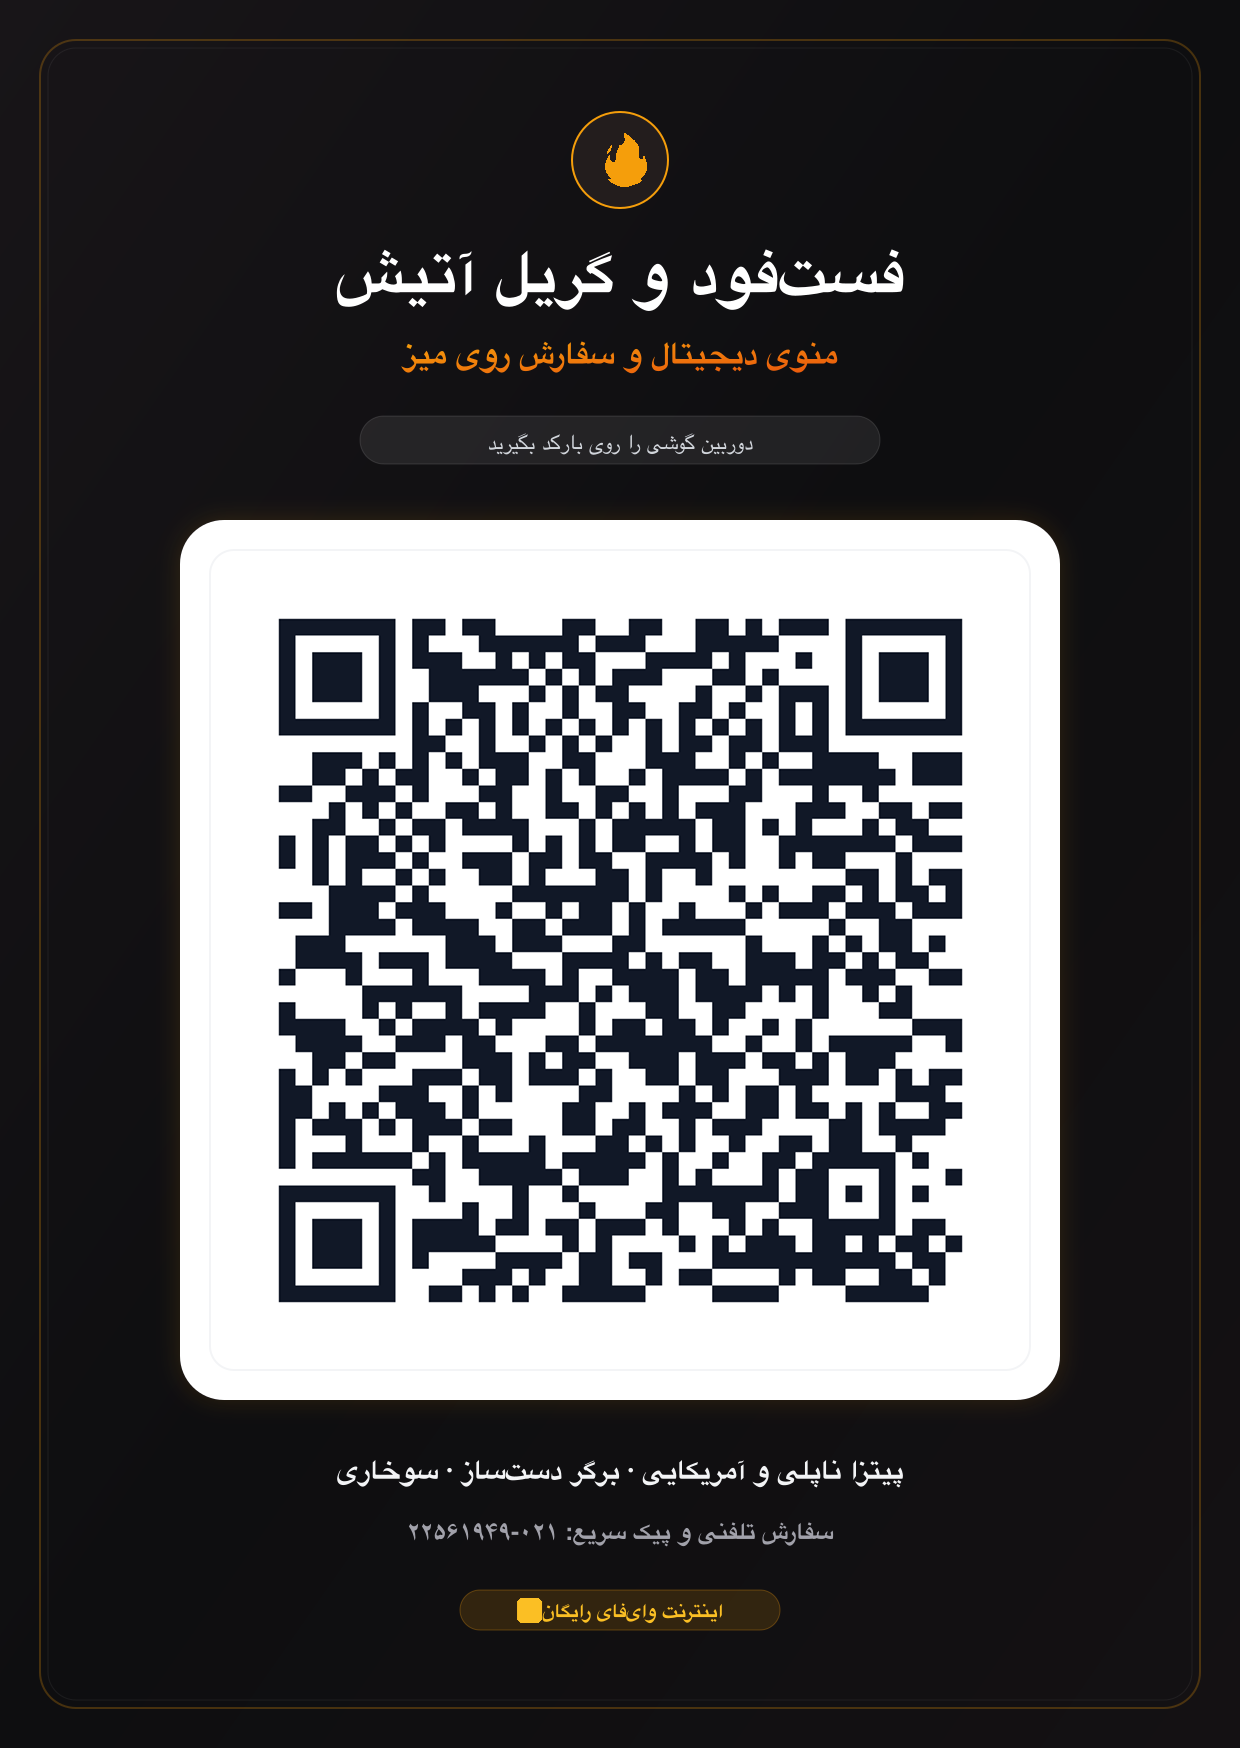 فست‌فود و گریل آتیش
منوی دیجیتال و سفارش روی میز
دوربین گوشی را روی بارکد بگیرید
پیتزا ناپلی و آمریکایی · برگر دست‌ساز · سوخاری
سفارش تلفنی و پیک سریع: ۰۲۱-۲۲۵۶۱۹۴۹
اینترنت وای‌فای رایگان